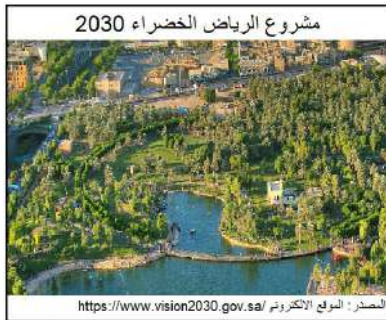 مشروع الرياض الخضراء 2030
المصدر: الموقع الالكتروني /https://www.vision2030.gov.sa